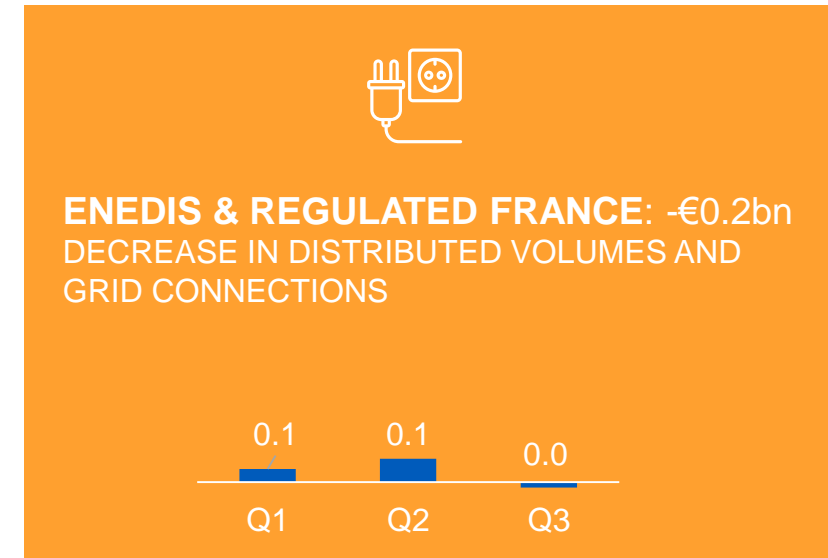 ENEDIS & REGULATED FRANCE: -€0.2bn
DECREASE IN DISTRIBUTED VOLUMES AND
GRID CONNECTIONS
0.1 0.1 0.0
Q1 Q2 Q3